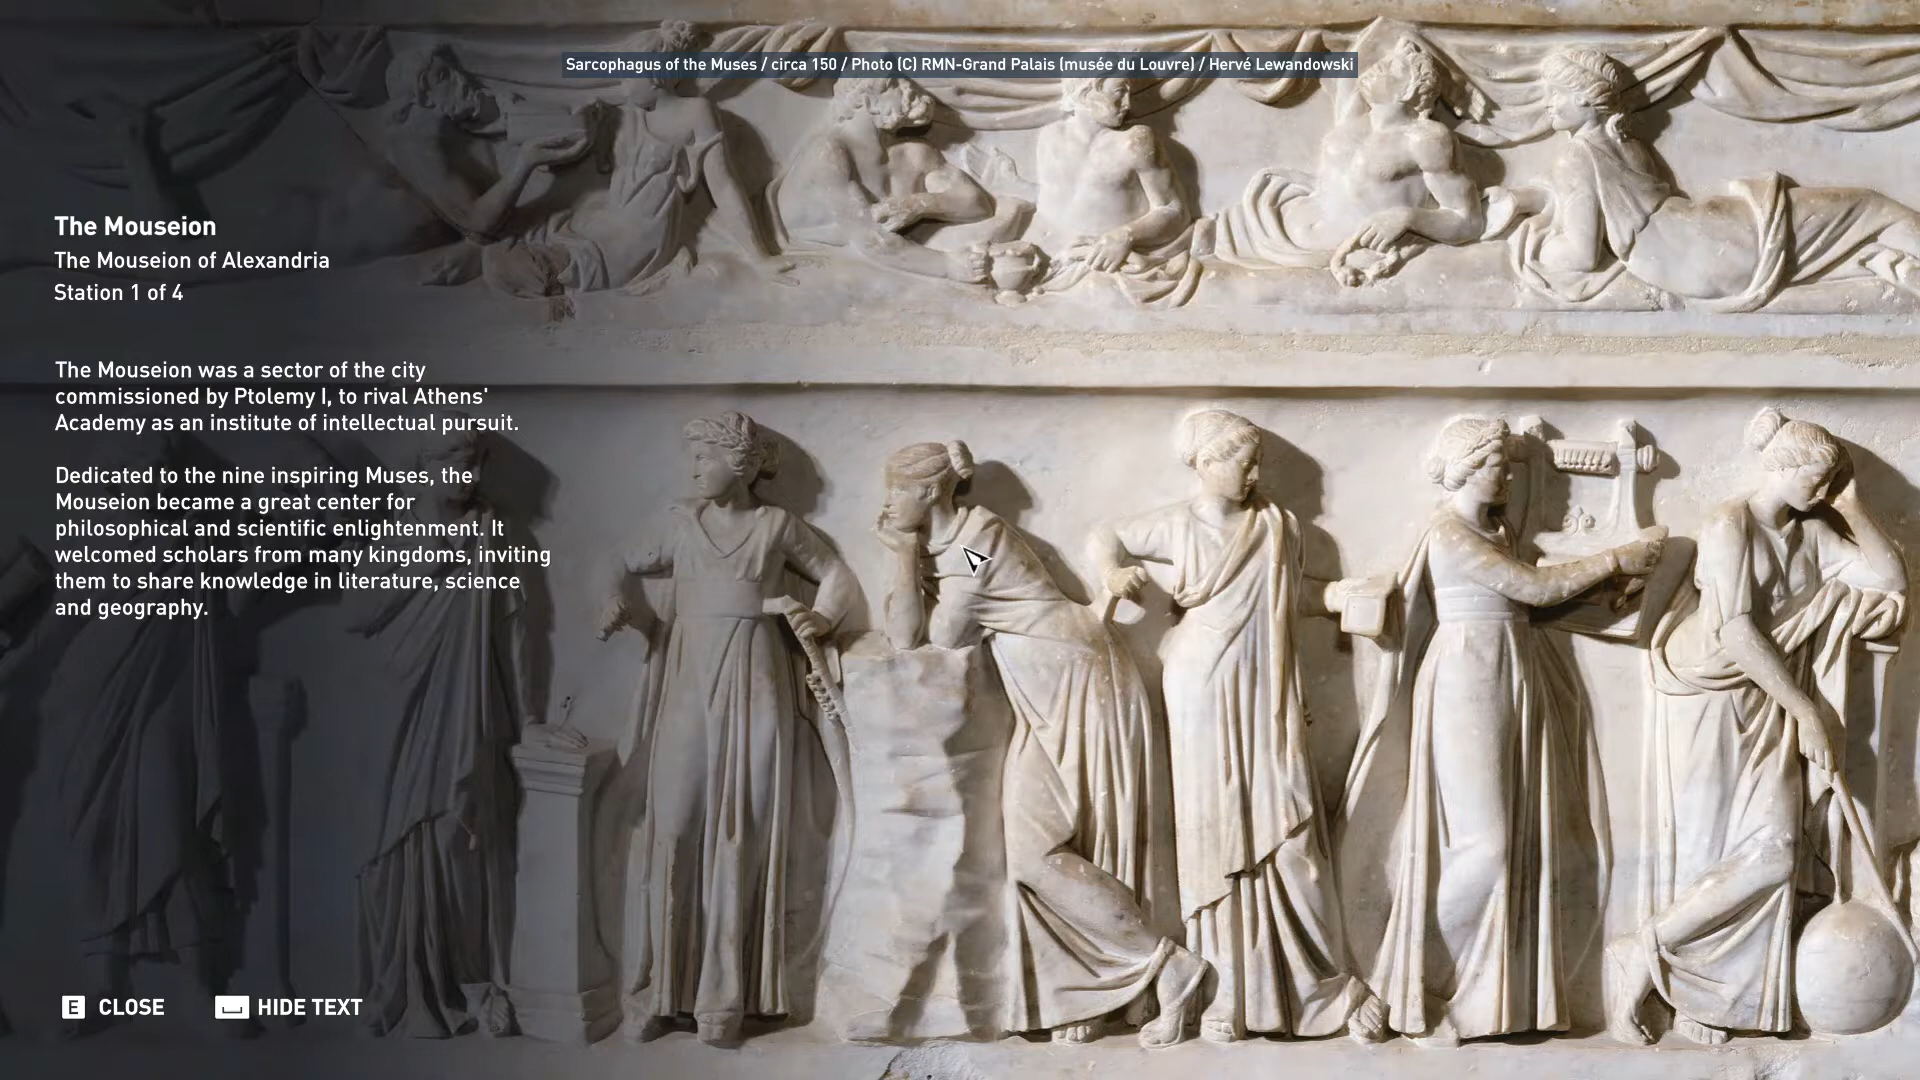 Sarcophagus of the Muses / circa 150 / Photo (C) RMN-Grand Palais (musée du Louvre) / Hervé Lewandowski
The Mouseion
The Mouseion of Alexandria
Station 1 of 4
The Mouseion was a sector of the city
commissioned by Ptolemy I, to rival Athens'
Academy as an institute of intellectual pursuit.
Dedicated to the nine inspiring Muses, the
Mouseion became a great center for
philosophical and scientific enlightenment. It
welcomed scholars from many kingdoms, inviting
them to share knowledge in literature, science
and geography.
E CLOSE HIDE TEXT